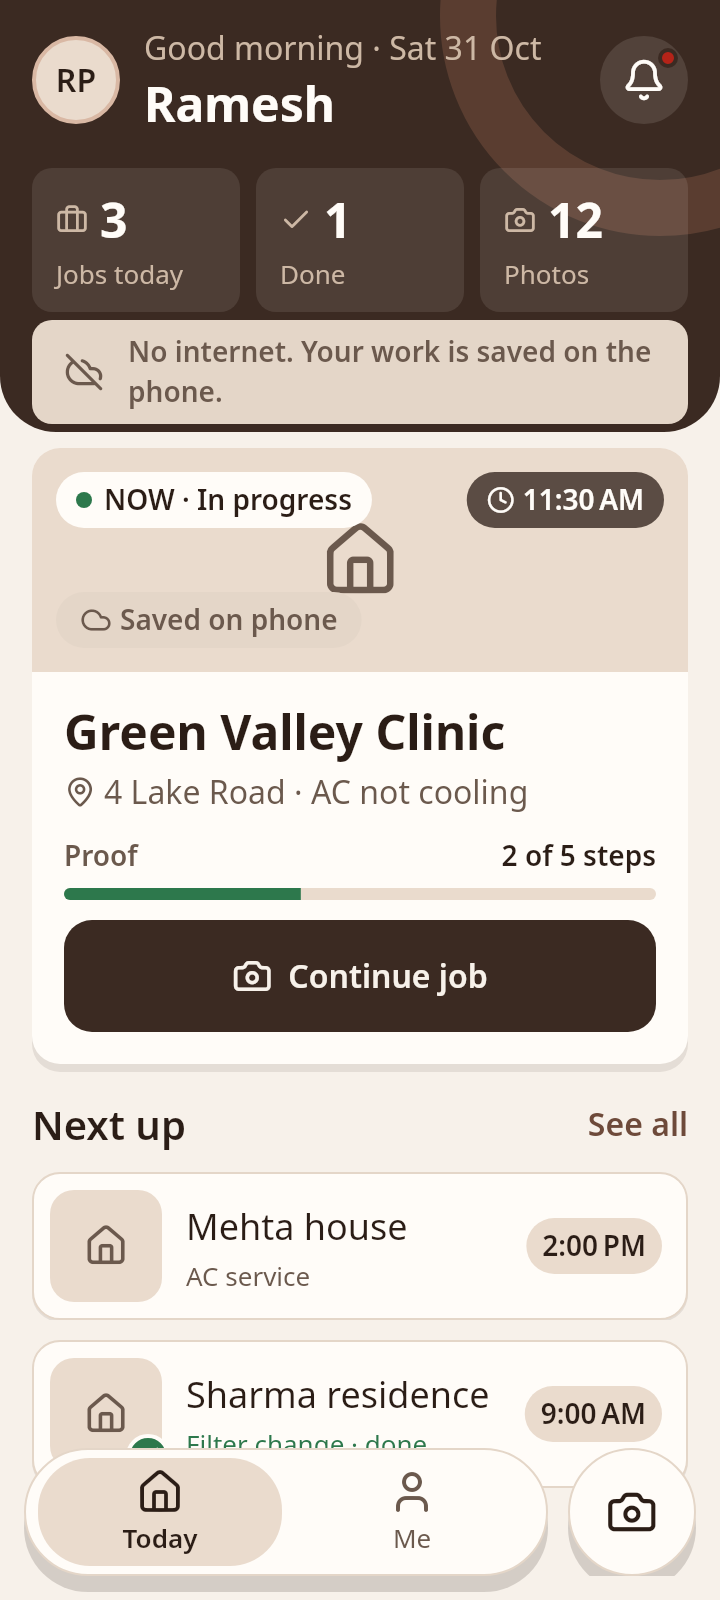 RP
Good morning · Sat 31 Oct
Ramesh
3
Jobs today
1
Done
12
Photos
No internet. Your work is saved on the
phone.
NOW · In progress
11:30 AM
Saved on phone
Green Valley Clinic
4 Lake Road · AC not cooling
Proof
2 of 5 steps
Continue job
Next up
See all
Mehta house
AC service
2:00 PM
Sharma residence
Filter change · done
9:00 AM
Today
Me